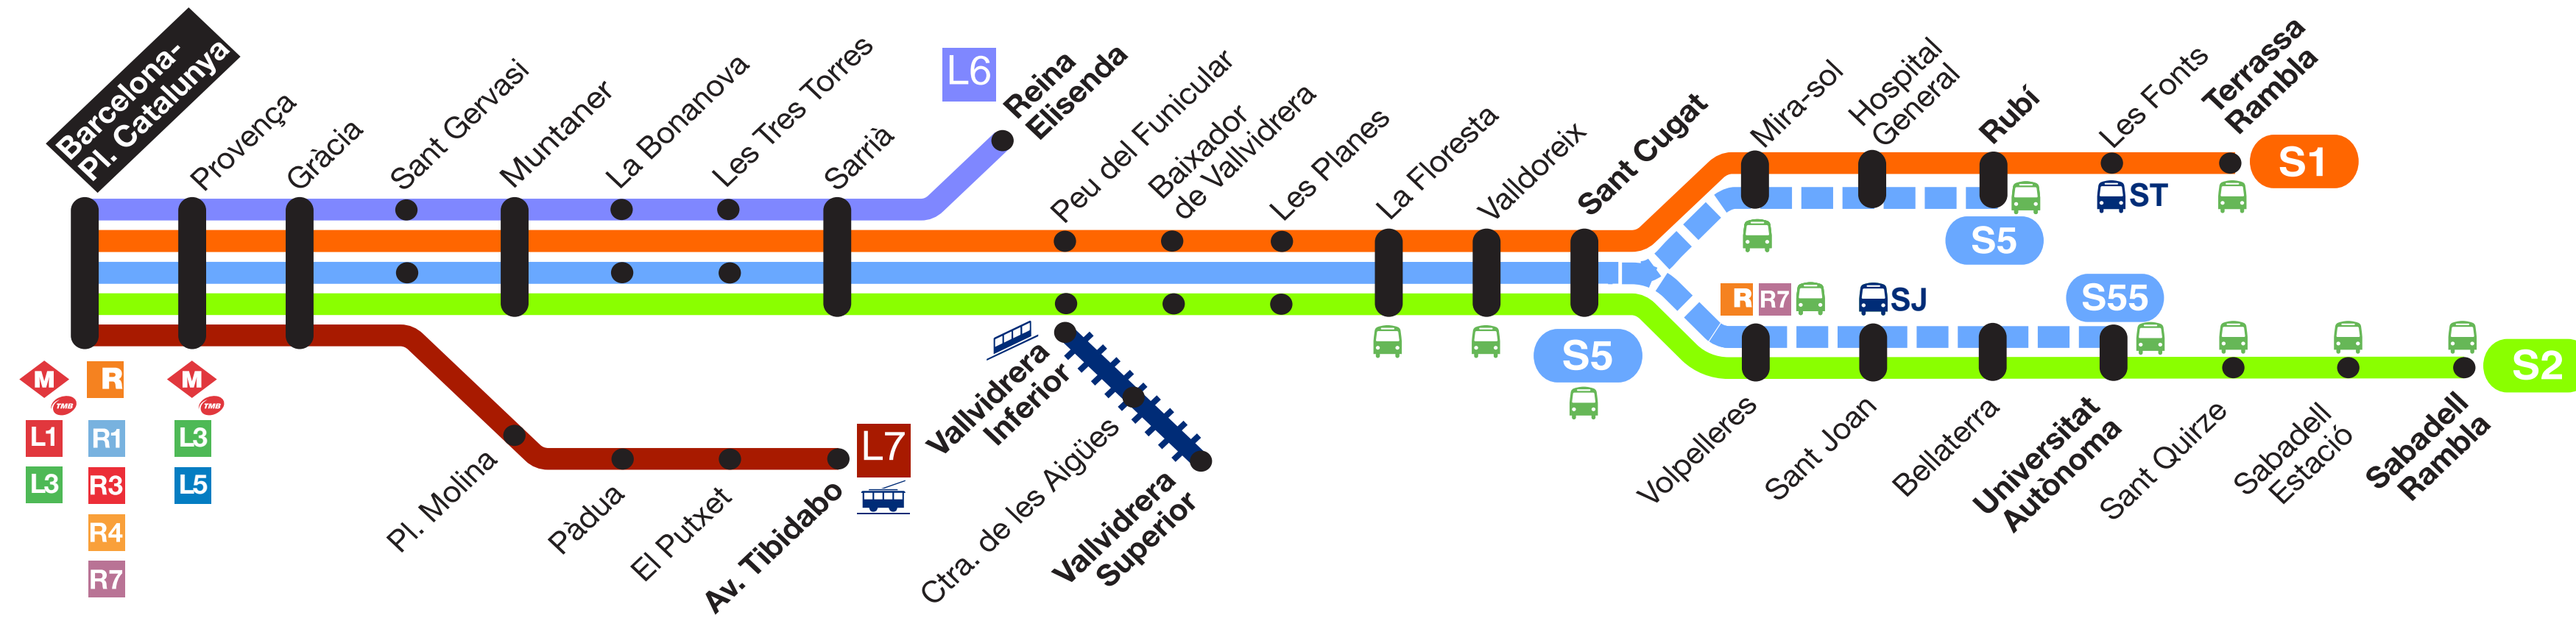 Barcelona-
Pl. Catalunya
Provença
Gràcia
Sant Gervasi
Muntaner
La Bonanova
Les Tres Torres
Sarrià
L6
Reina
Elisenda
Peu del Funicular
Baixador
de Vallvidrera
Les Planes
La Floresta
Valldoreix
Sant Cugat
Mira-sol
Hospital
General
Rubí
Les Fonts
Terrassa
Rambla
S1
ST
S5
S55
R
R7
SJ
S5
S2
M
TMB
L1
L3
R
R1
R3
R4
R7
M
TMB
L3
L5
Pl. Molina
Pàdua
El Putxet
Av. Tibidabo
L7
Vallvidrera
Inferior
Ctra. de les Aigües
Vallvidrera
Superior
Volpelleres
Sant Joan
Bellaterra
Universitat
Autònoma
Sant Quirze
Sabadell
Estació
Sabadell
Rambla